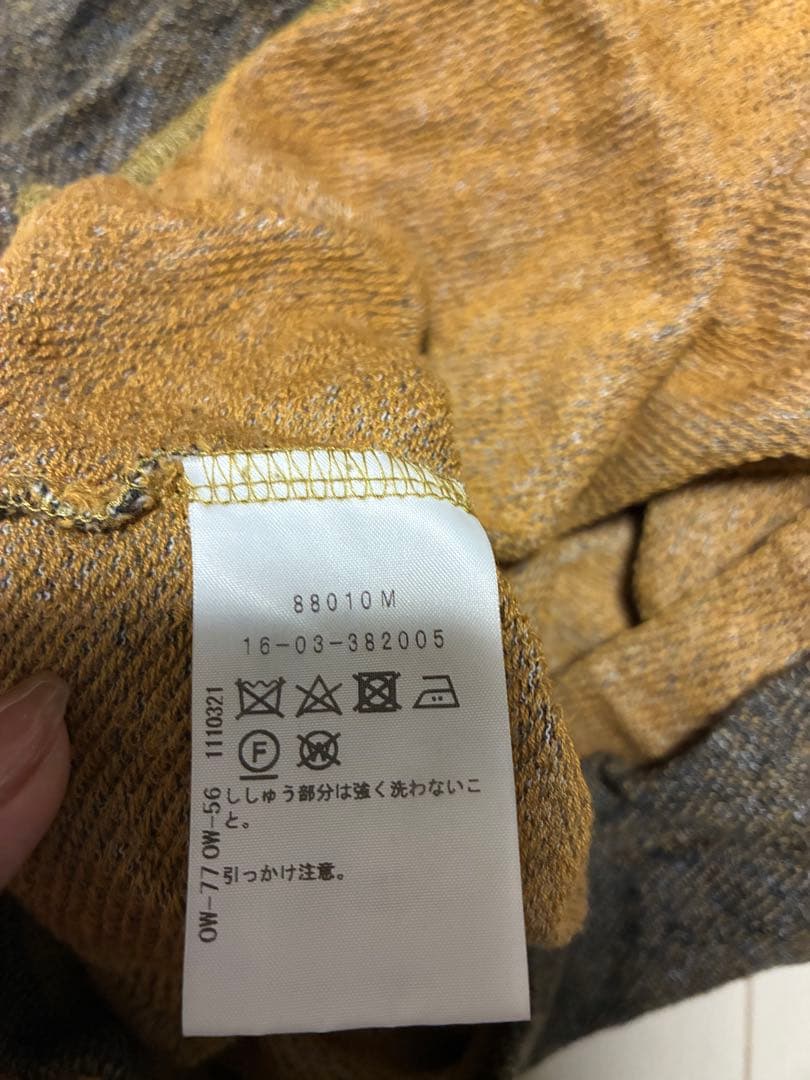 88010M
16-03-382005
F
W
ししゅう部分は強く洗わないこ
と。
引っかけ注意。
OW-77 OW-56 1110321